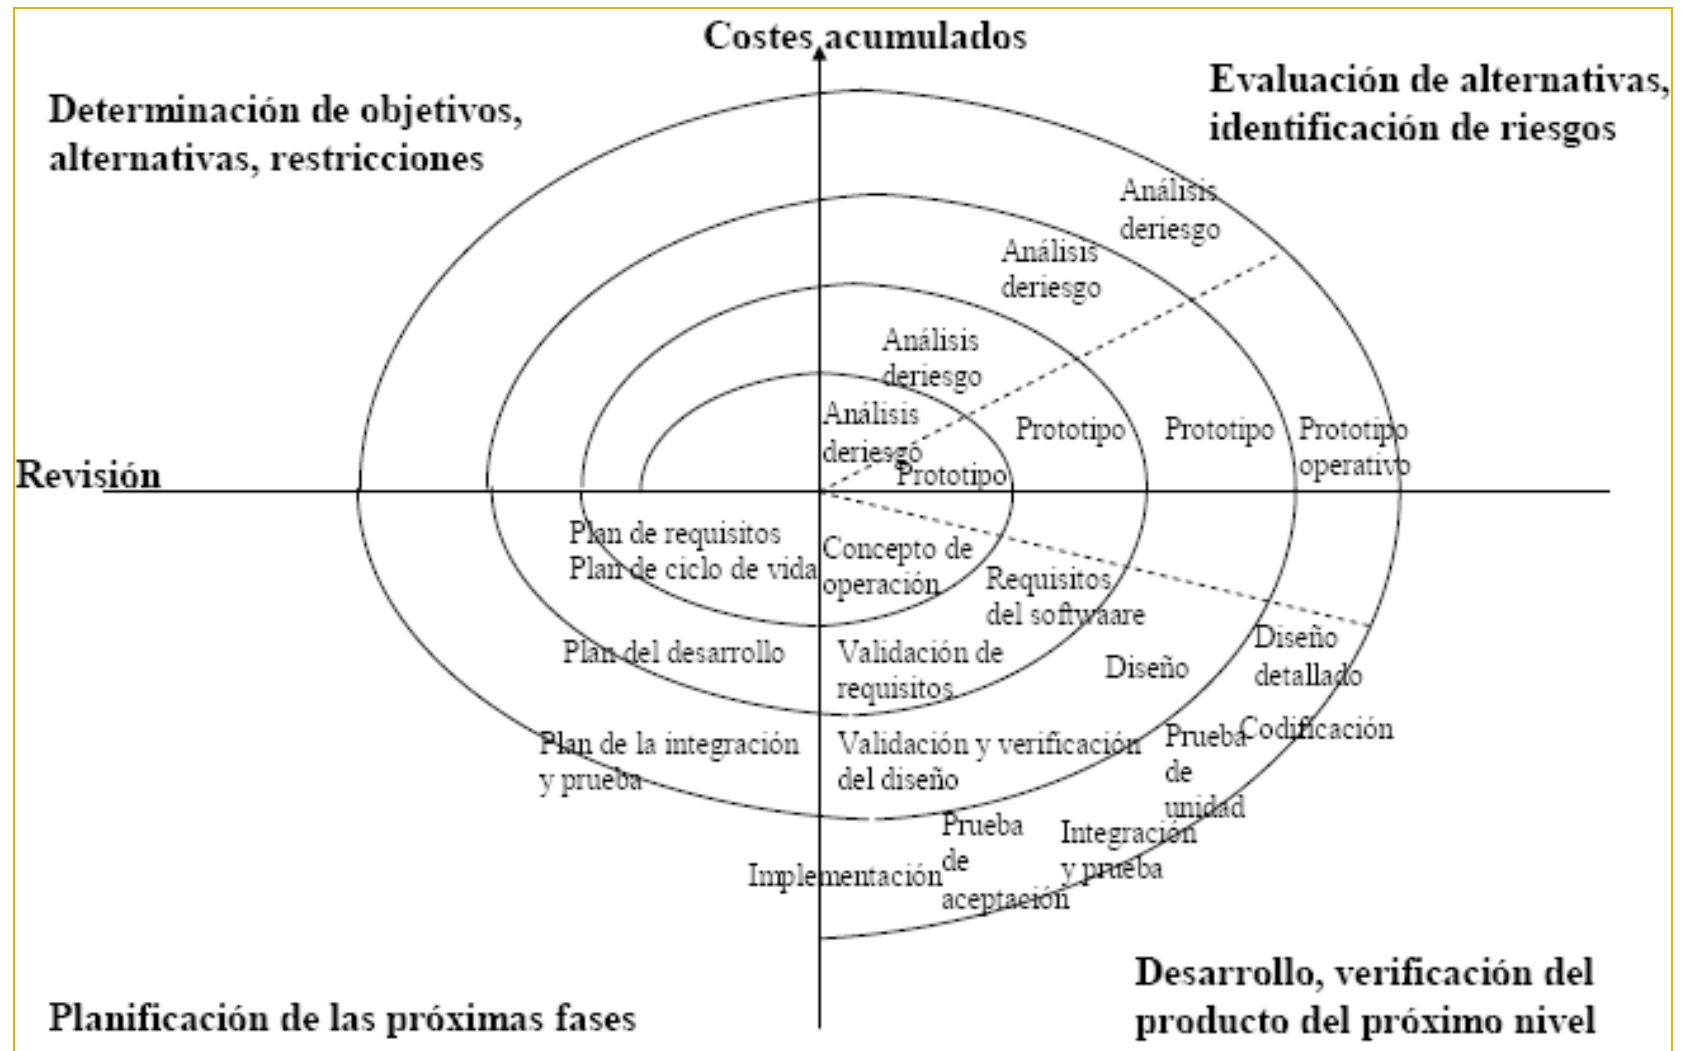 Costes acumulados
Determinación de objetivos,
alternativas, restricciones
Evaluación de alternativas,
identificación de riesgos
Análisis
deriesgo
Análisis
deriesgo
Análisis
deriesgo
Análisis
deriesgo
Prototipo
Prototipo
Prototipo
Prototipo
operativo
Revisión
Plan de requisitos
Plan de ciclo de vida
Concepto de
operación
Requisitos
del softwaare
Plan del desarrollo
Validación de
requisitos
Diseño
Diseño
detallado
Codificación
Plan de la integración
y prueba
Validación y verificación
del diseño
Prueba
de
unidad
Integración
y prueba
Prueba
de
aceptación
Implementación
Planificación de las próximas fases
Desarrollo, verificación del
producto del próximo nivel